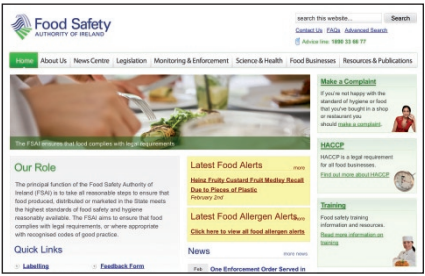 Food Safety
AUTHORITY OF IRELAND
search this website...
Search
Contact Us FAQs Advanced Search
Advice line 1890 33 66 77
Home About Us News Centre Legislation Monitoring & Enforcement Science & Health Food Businesses Resources & Publications
The FSAI ensures that food complies with legal requirements
Make a Complaint
If you're not happy with the
standard of hygiene or food
that you've bought in a shop
or restaurant you
should make a complaint.
HACCP
HACCP is a legal requirement
for all food businesses.
Find out more about HACCP
Training
Food safety training
information and resources.
Read more information on
training
Our Role
The principal function of the Food Safety Authority of
Ireland (FSAI) is to take all reasonable steps to ensure that
food produced, distributed or marketed in the State meets
the highest standards of food safety and hygiene
reasonably available. The FSAI aims to ensure that food
complies with legal requirements, or where appropriate
with recognised codes of good practice.
Quick Links
Labelling
Feedback Form
Latest Food Alerts
more
Heinz Fruity Custard Fruit Medley Recall
Due to Pieces of Plastic
February 2nd
Latest Food Allergen Alerts
more
Click here to view all food allergen alerts
News
more news
Feb
One Enforcement Order Served in